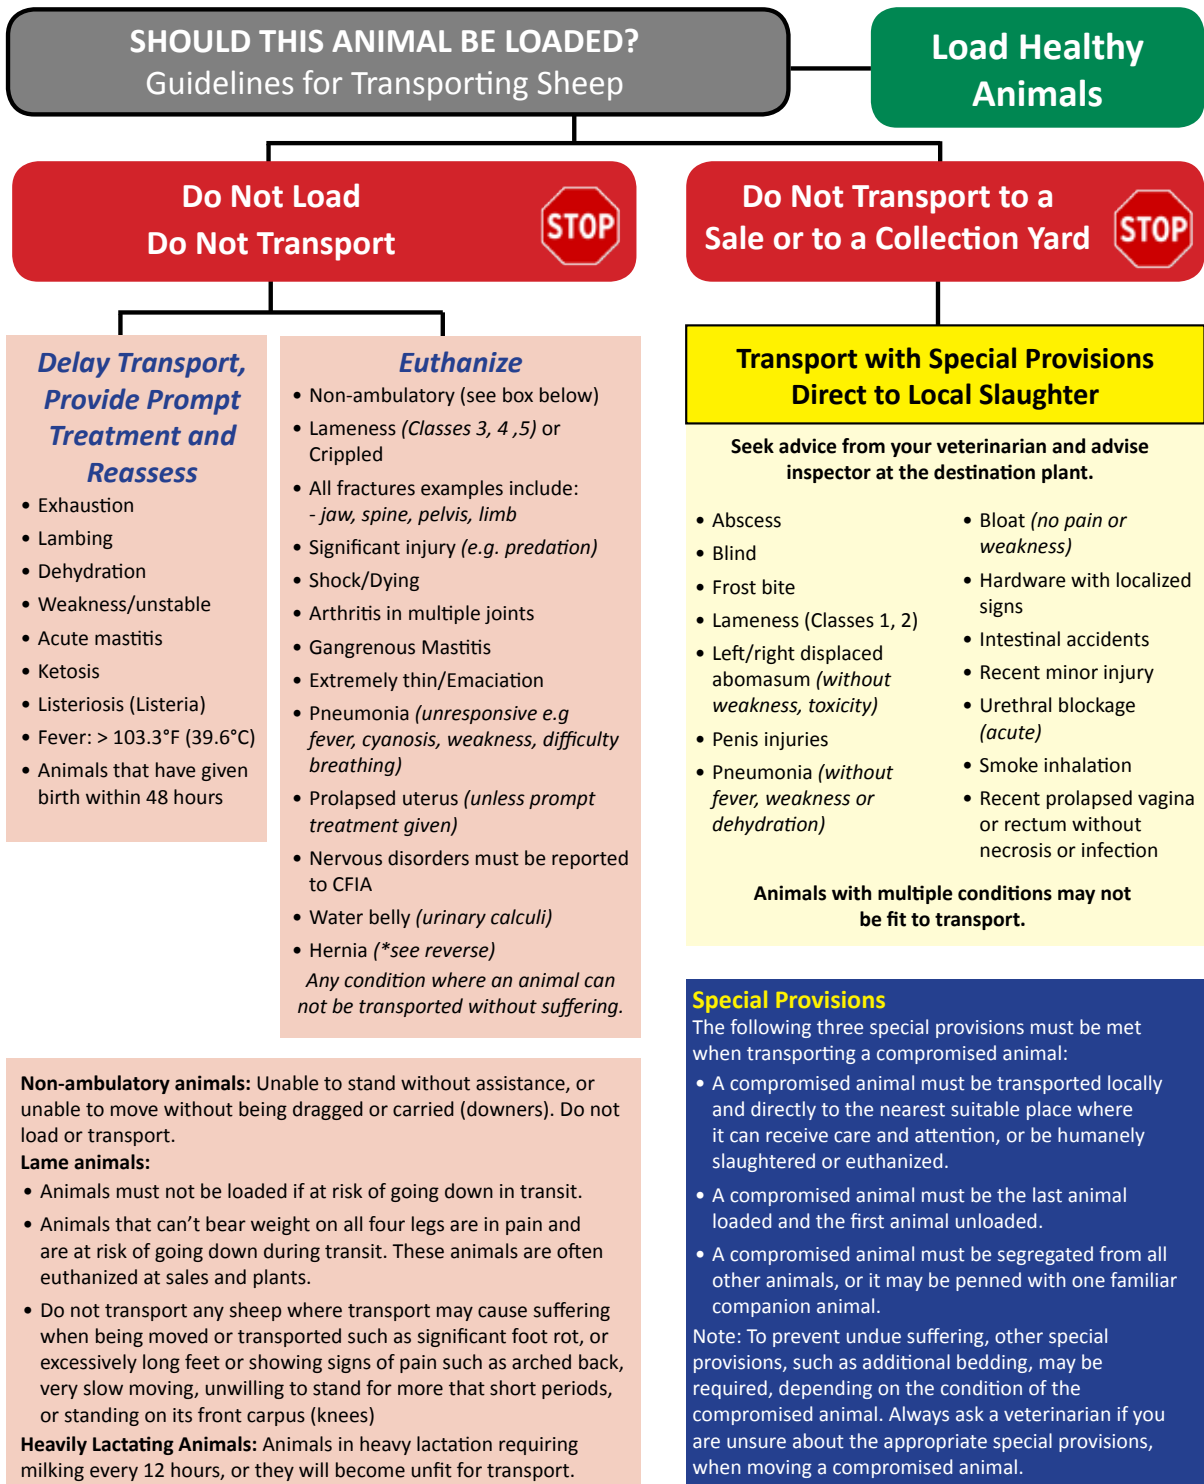 SHOULD THIS ANIMAL BE LOADED?
Guidelines for Transporting Sheep
Load Healthy
Animals
Do Not Load
Do Not Transport
STOP
Do Not Transport to a
Sale or to a Collection Yard
STOP
Delay Transport,
Provide Prompt
Treatment and
Reassess
• Exhaustion
• Lambing
• Dehydration
• Weakness/unstable
• Acute mastitis
• Ketosis
• Listeriosis (Listeria)
• Fever: > 103.3°F (39.6°C)
• Animals that have given
birth within 48 hours
Euthanize
• Non-ambulatory (see box below)
• Lameness (Classes 3, 4 ,5) or
Crippled
• All fractures examples include:
- jaw, spine, pelvis, limb
• Significant injury (e.g. predation)
• Shock/Dying
• Arthritis in multiple joints
• Gangrenous Mastitis
• Extremely thin/Emaciation
• Pneumonia (unresponsive e.g
fever, cyanosis, weakness, difficulty
breathing)
• Prolapsed uterus (unless prompt
treatment given)
• Nervous disorders must be reported
to CFIA
• Water belly (urinary calculi)
• Hernia (*see reverse)
Any condition where an animal can
not be transported without suffering.
Transport with Special Provisions
Direct to Local Slaughter
Seek advice from your veterinarian and advise
inspector at the destination plant.
• Abscess
• Blind
• Frost bite
• Lameness (Classes 1, 2)
• Left/right displaced
abomasum (without
weakness, toxicity)
• Penis injuries
• Pneumonia (without
fever, weakness or
dehydration)
• Bloat (no pain or
weakness)
• Hardware with localized
signs
• Intestinal accidents
• Recent minor injury
• Urethral blockage
(acute)
• Smoke inhalation
• Recent prolapsed vagina
or rectum without
necrosis or infection
Animals with multiple conditions may not
be fit to transport.
Non-ambulatory animals: Unable to stand without assistance, or
unable to move without being dragged or carried (downers). Do not
load or transport.
Lame animals:
• Animals must not be loaded if at risk of going down in transit.
• Animals that can't bear weight on all four legs are in pain and
are at risk of going down during transit. These animals are often
euthanized at sales and plants.
• Do not transport any sheep where transport may cause suffering
when being moved or transported such as significant foot rot, or
excessively long feet or showing signs of pain such as arched back,
very slow moving, unwilling to stand for more that short periods,
or standing on its front carpus (knees)
Heavily Lactating Animals: Animals in heavy lactation requiring
milking every 12 hours, or they will become unfit for transport.
Special Provisions
The following three special provisions must be met
when transporting a compromised animal:
• A compromised animal must be transported locally
and directly to the nearest suitable place where
it can receive care and attention, or be humanely
slaughtered or euthanized.
• A compromised animal must be the last animal
loaded and the first animal unloaded.
• A compromised animal must be segregated from all
other animals, or it may be penned with one familiar
companion animal.
Note: To prevent undue suffering, other special
provisions, such as additional bedding, may be
required, depending on the condition of the
compromised animal. Always ask a veterinarian if you
are unsure about the appropriate special provisions,
when moving a compromised animal.